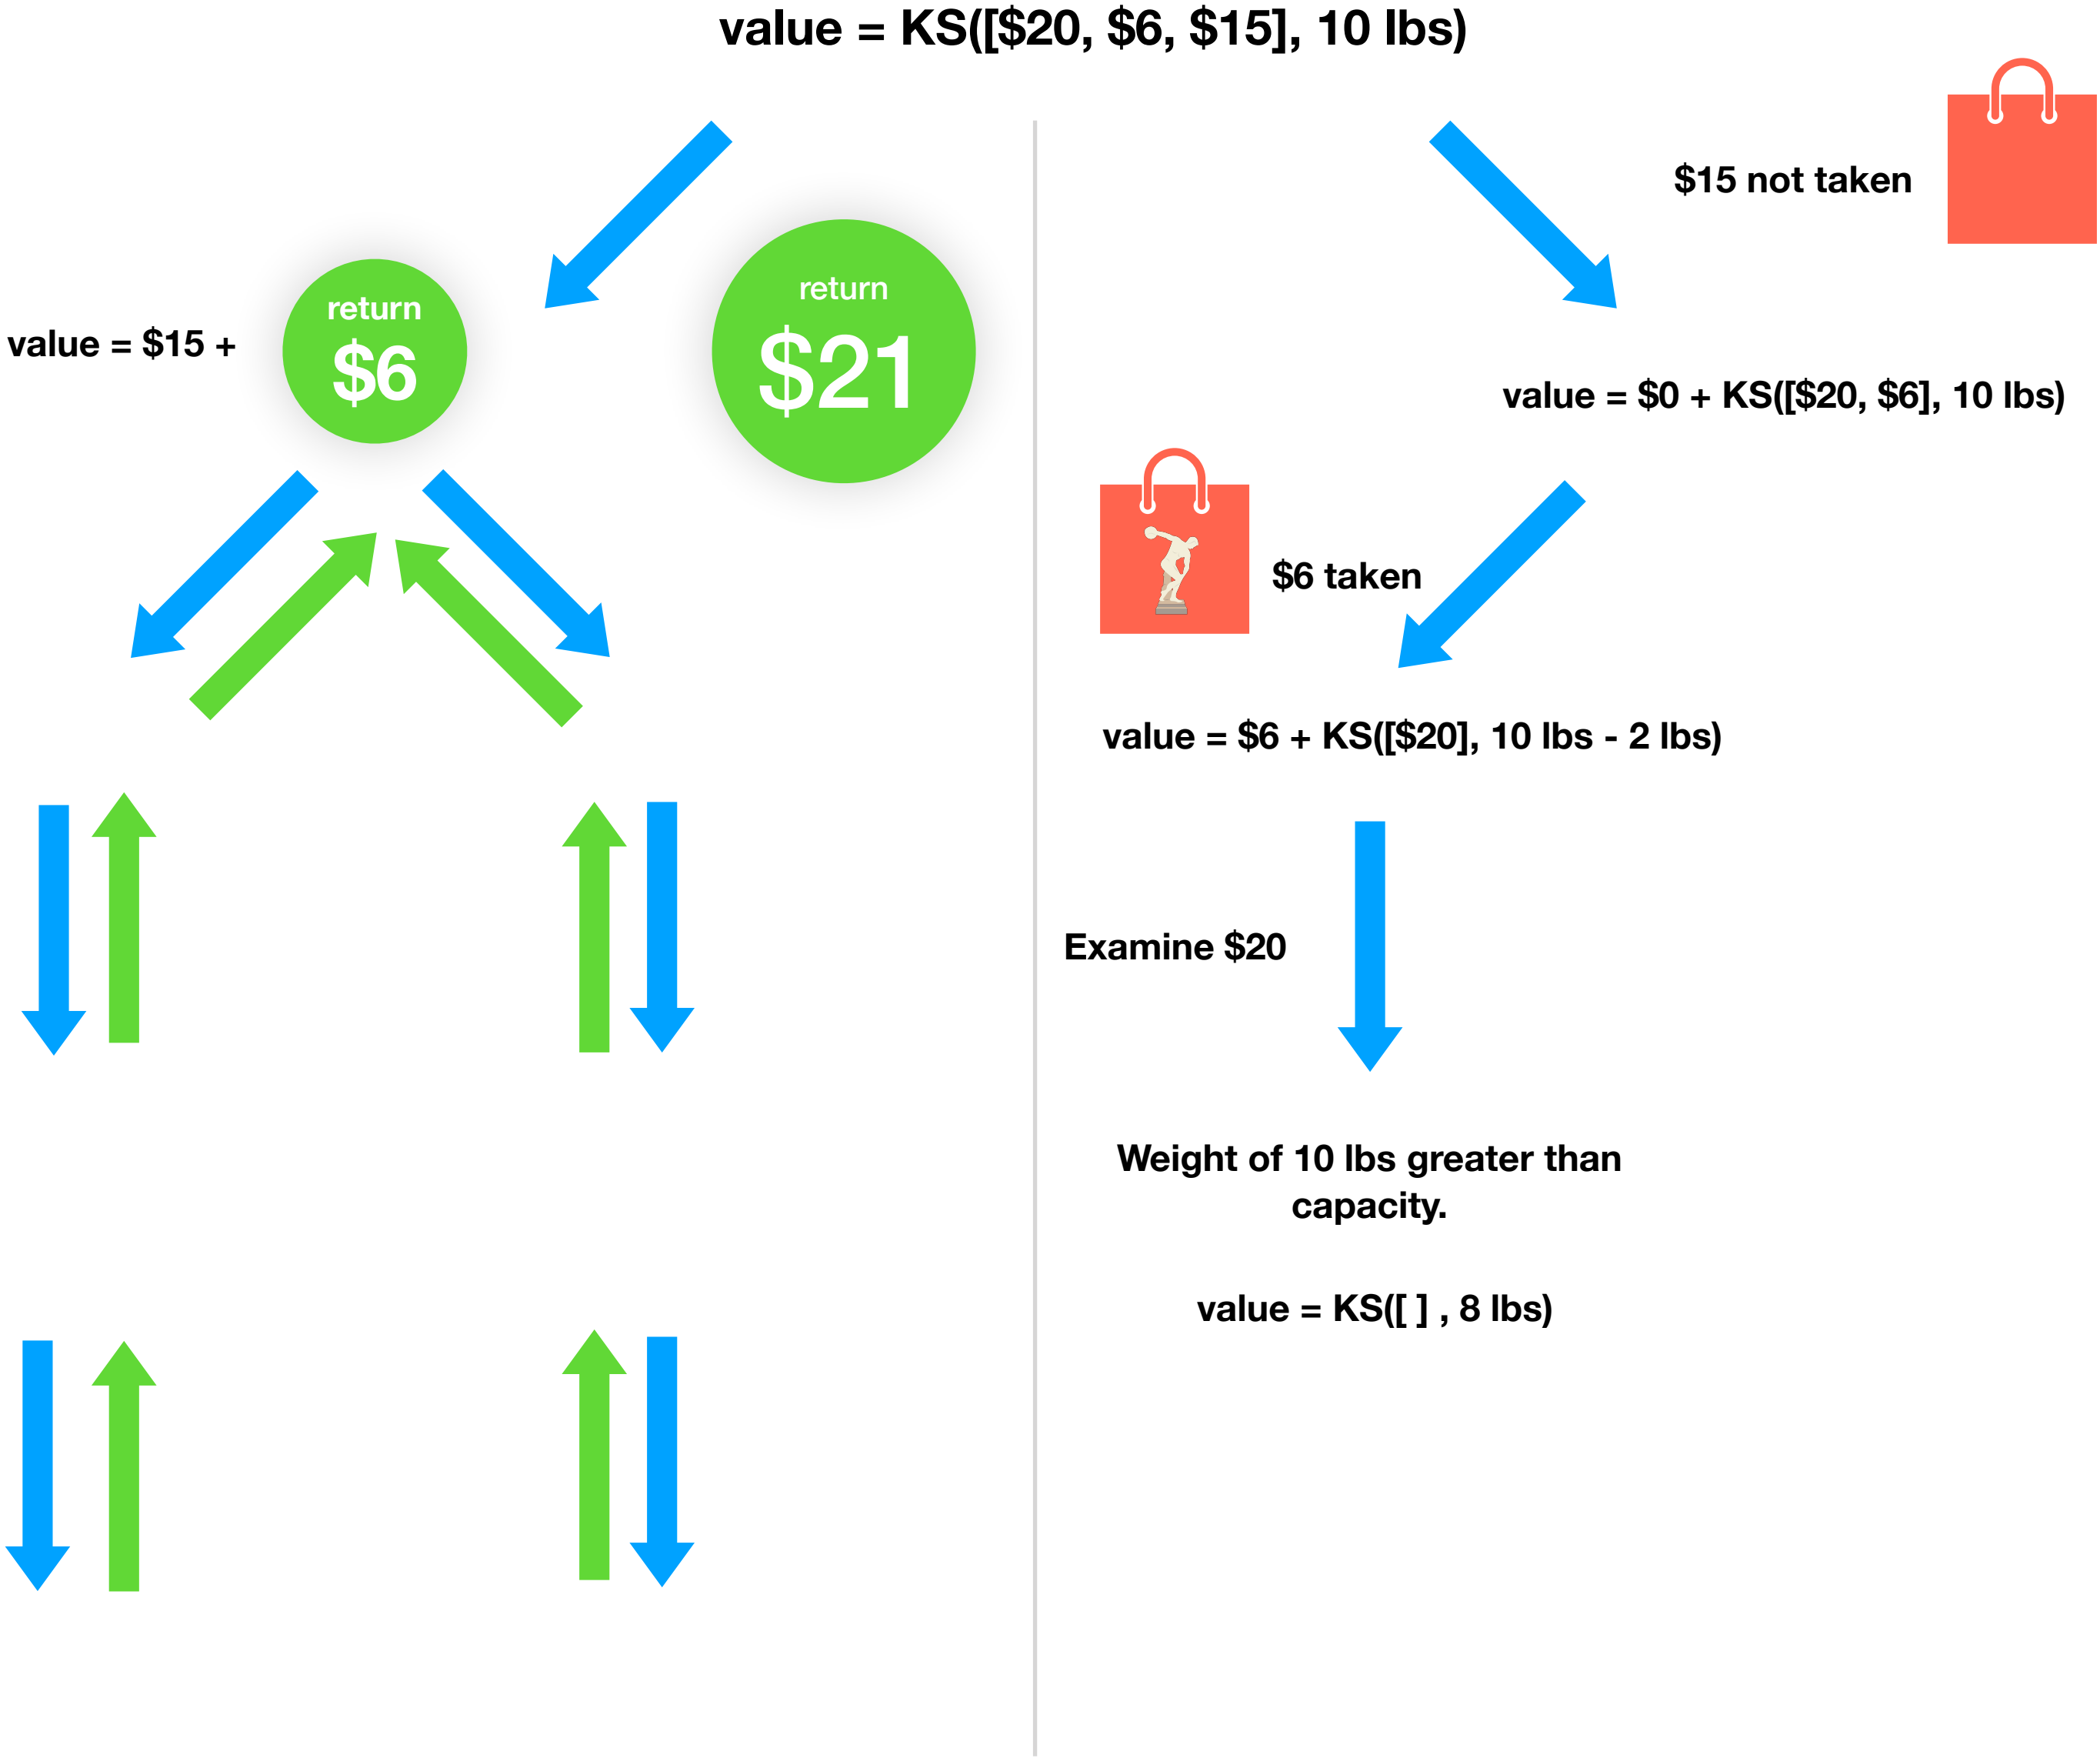 value = KS([$20, $6, $15], 10 lbs)
$15 not taken
return
$6
value = $15 +
return
$21
value = $0 + KS([$20, $6], 10 lbs)
$6 taken
value = $6 + KS([$20], 10 lbs - 2 lbs)
Examine $20
Weight of 10 lbs greater than
capacity.
value = KS([ ] , 8 lbs)